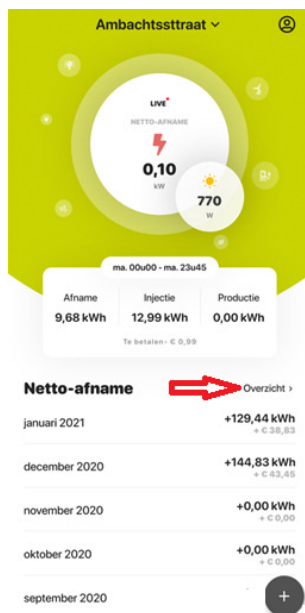 Ambachtssttraat
LIVE
NETTO-AFNAME
0,10
kW
770
W
ma. 00u00 - ma. 23u45
Afname Injectie Productie
9,68 kWh 12,99 kWh 0,00 kWh
Te betalen- € 0,99
Netto-afname Overzicht >
januari 2021 +129,44 kWh
+ € 38,83
december 2020 +144,83 kWh
+ € 43,45
november 2020 +0,00 kWh
+ € 0,00
oktober 2020 +0,00 kWh
+ € 0,00
september 2020
+